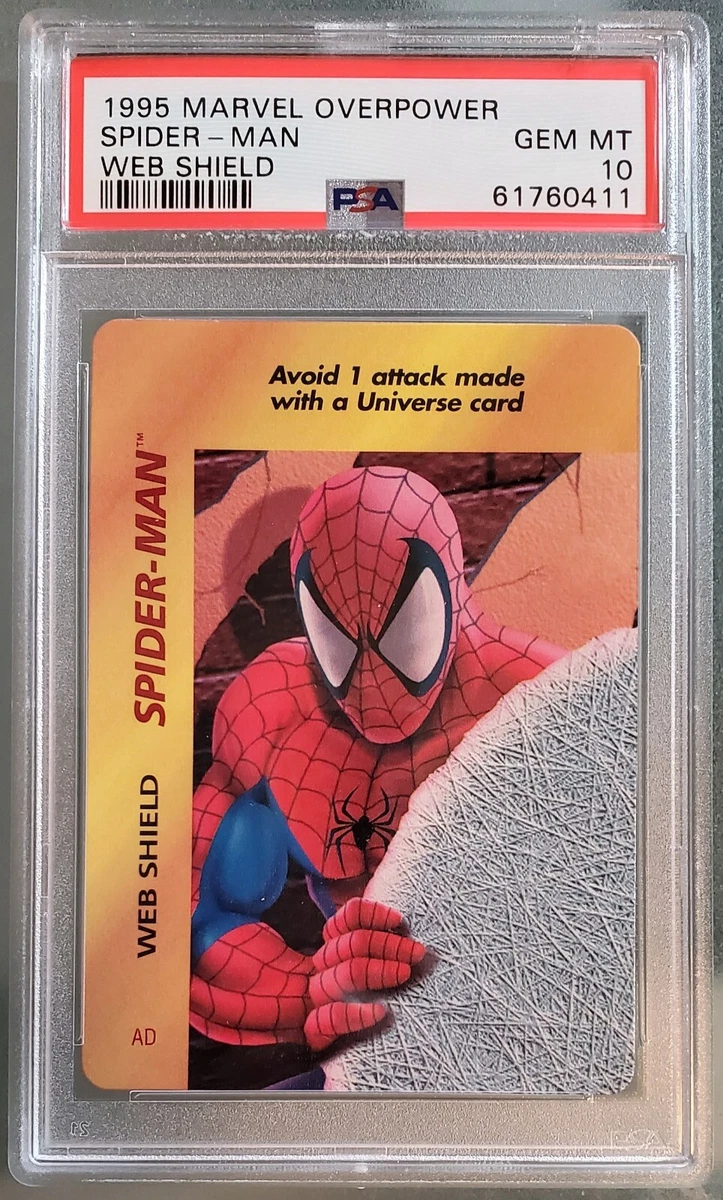 1995 MARVEL OVERPOWER
SPIDER-MAN GEM MT
WEB SHIELD 10
61760411
PSA
Avoid 1 attack made
with a Universe card
SPIDER-MAN™
WEB SHIELD
AD